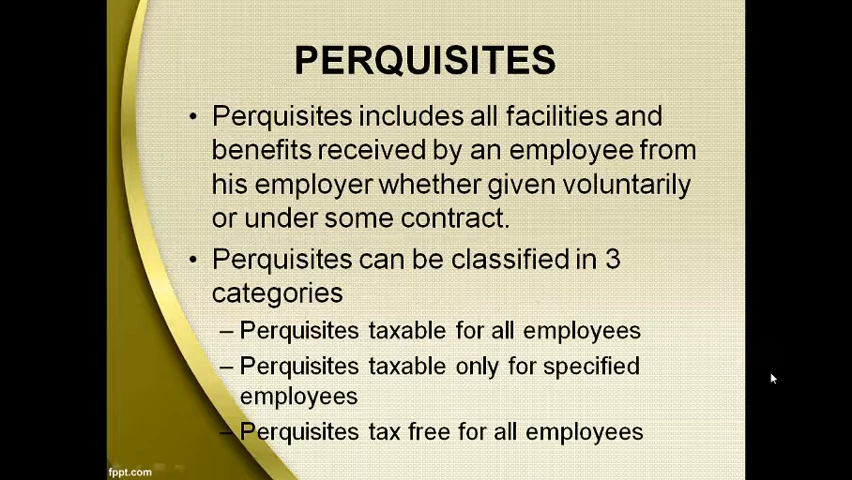 PERQUISITES
• Perquisites includes all facilities and
benefits received by an employee from
his employer whether given voluntarily
or under some contract.
• Perquisites can be classified in 3
categories
– Perquisites taxable for all employees
– Perquisites taxable only for specified
employees
– Perquisites tax free for all employees
fppt.com